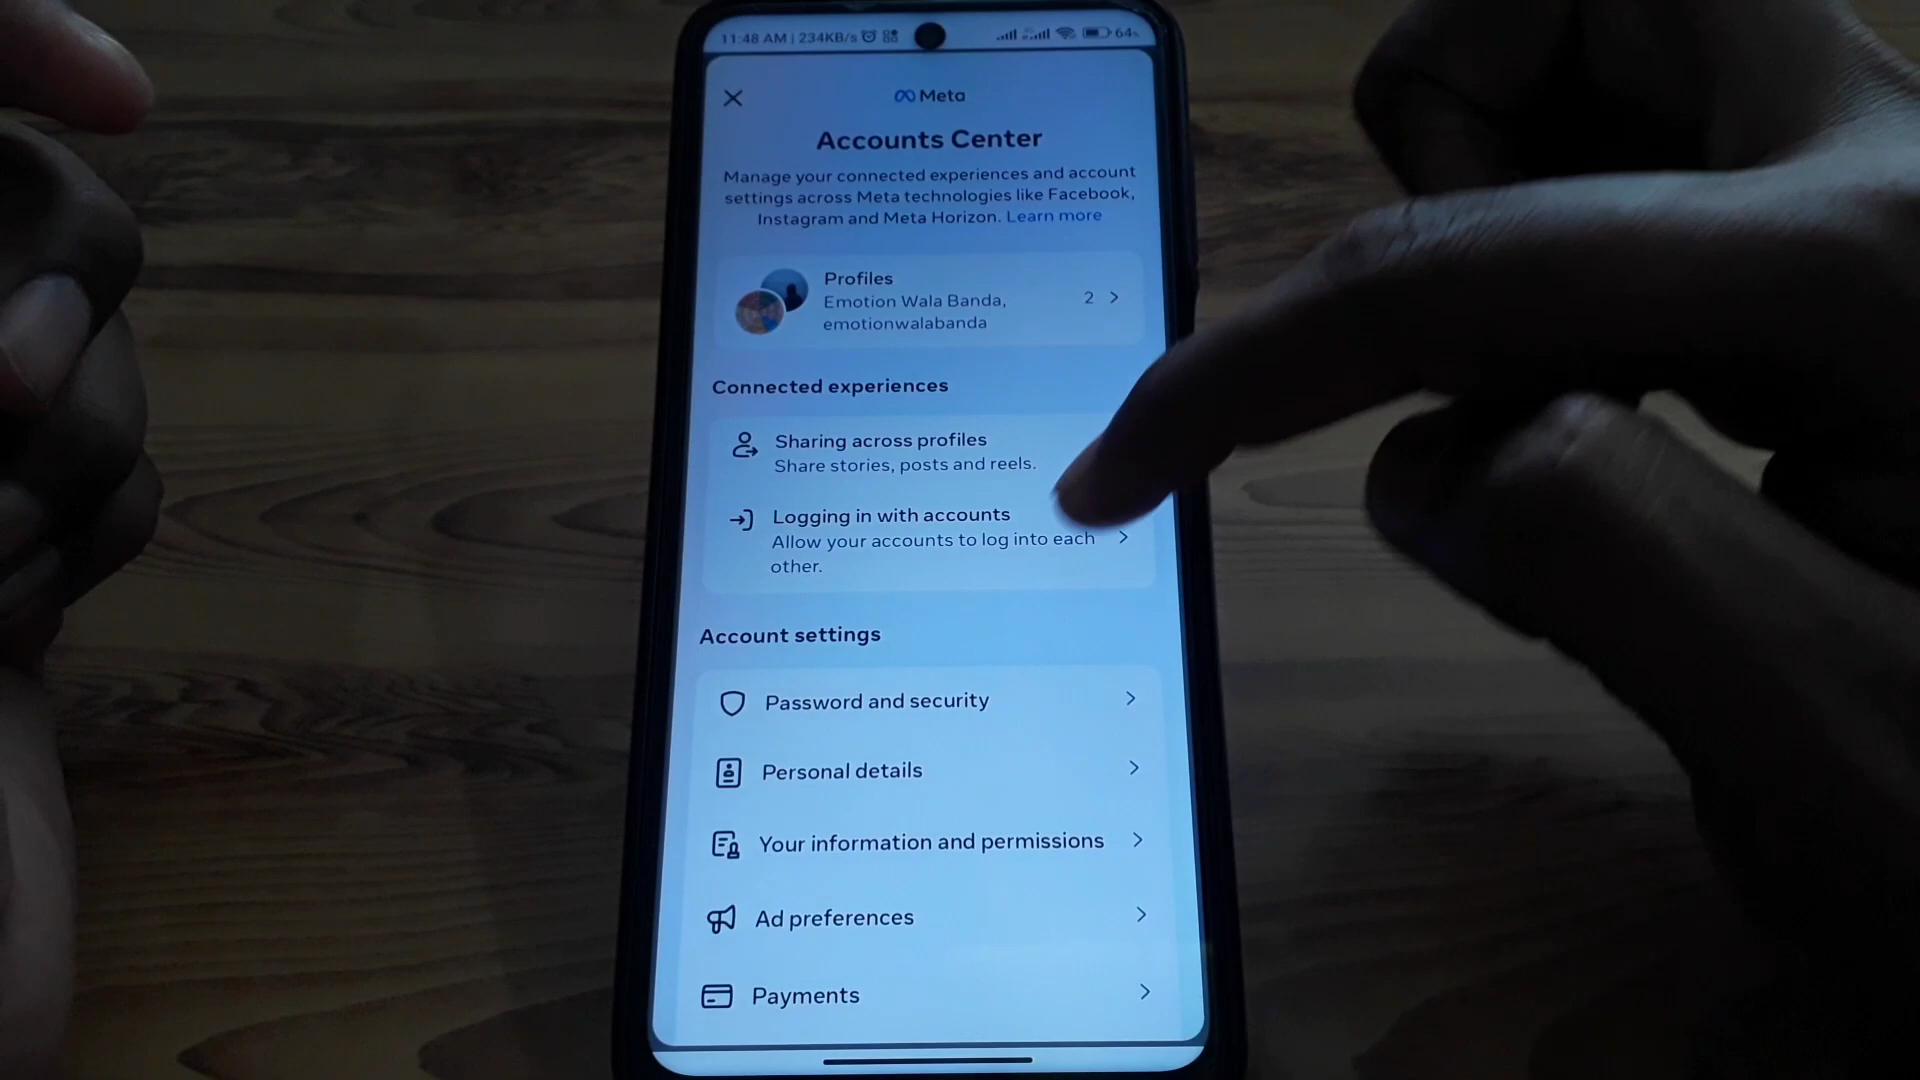 11:48 AM | 234KB/s 64
Meta
Accounts Center
Manage your connected experiences and account
settings across Meta technologies like Facebook,
Instagram and Meta Horizon. Learn more
Profiles
Emotion Wala Banda,
emotionwalabanda
2
Connected experiences
Sharing across profiles
Share stories, posts and reels.
Logging in with accounts
Allow your accounts to log into each
other.
Account settings
Password and security
Personal details
Your information and permissions
Ad preferences
Payments